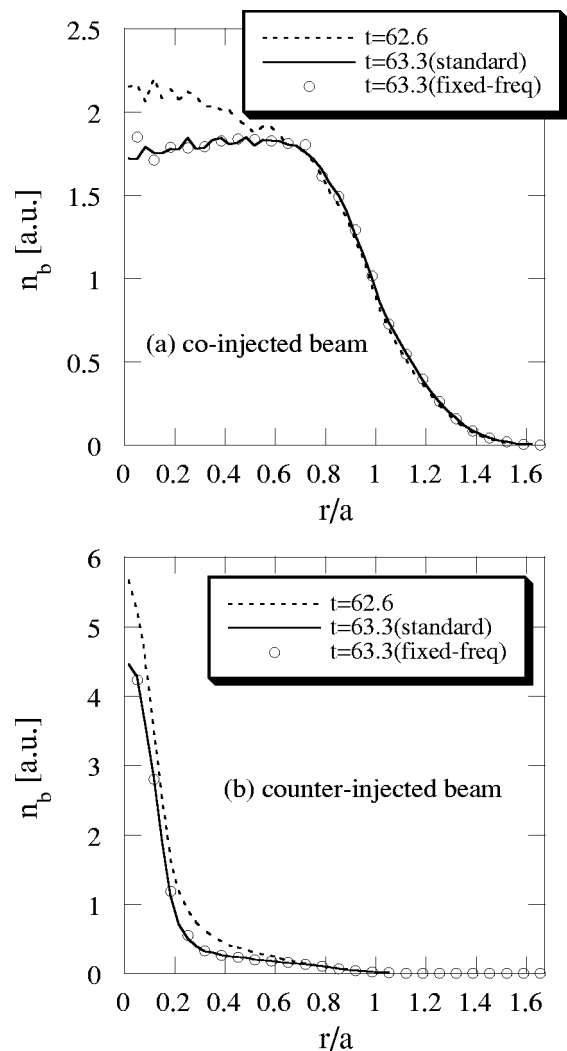 t=62.6
t=63.3(standard)
t=63.3(fixed-freq)
2.5
2
1.5
1
0.5
0
n_b [a.u.]
(a) co-injected beam
0 0.2 0.4 0.6 0.8 1 1.2 1.4 1.6
r/a
t=62.6
t=63.3(standard)
t=63.3(fixed-freq)
6
5
4
3
2
1
0
n_b [a.u.]
(b) counter-injected beam
0 0.2 0.4 0.6 0.8 1 1.2 1.4 1.6
r/a